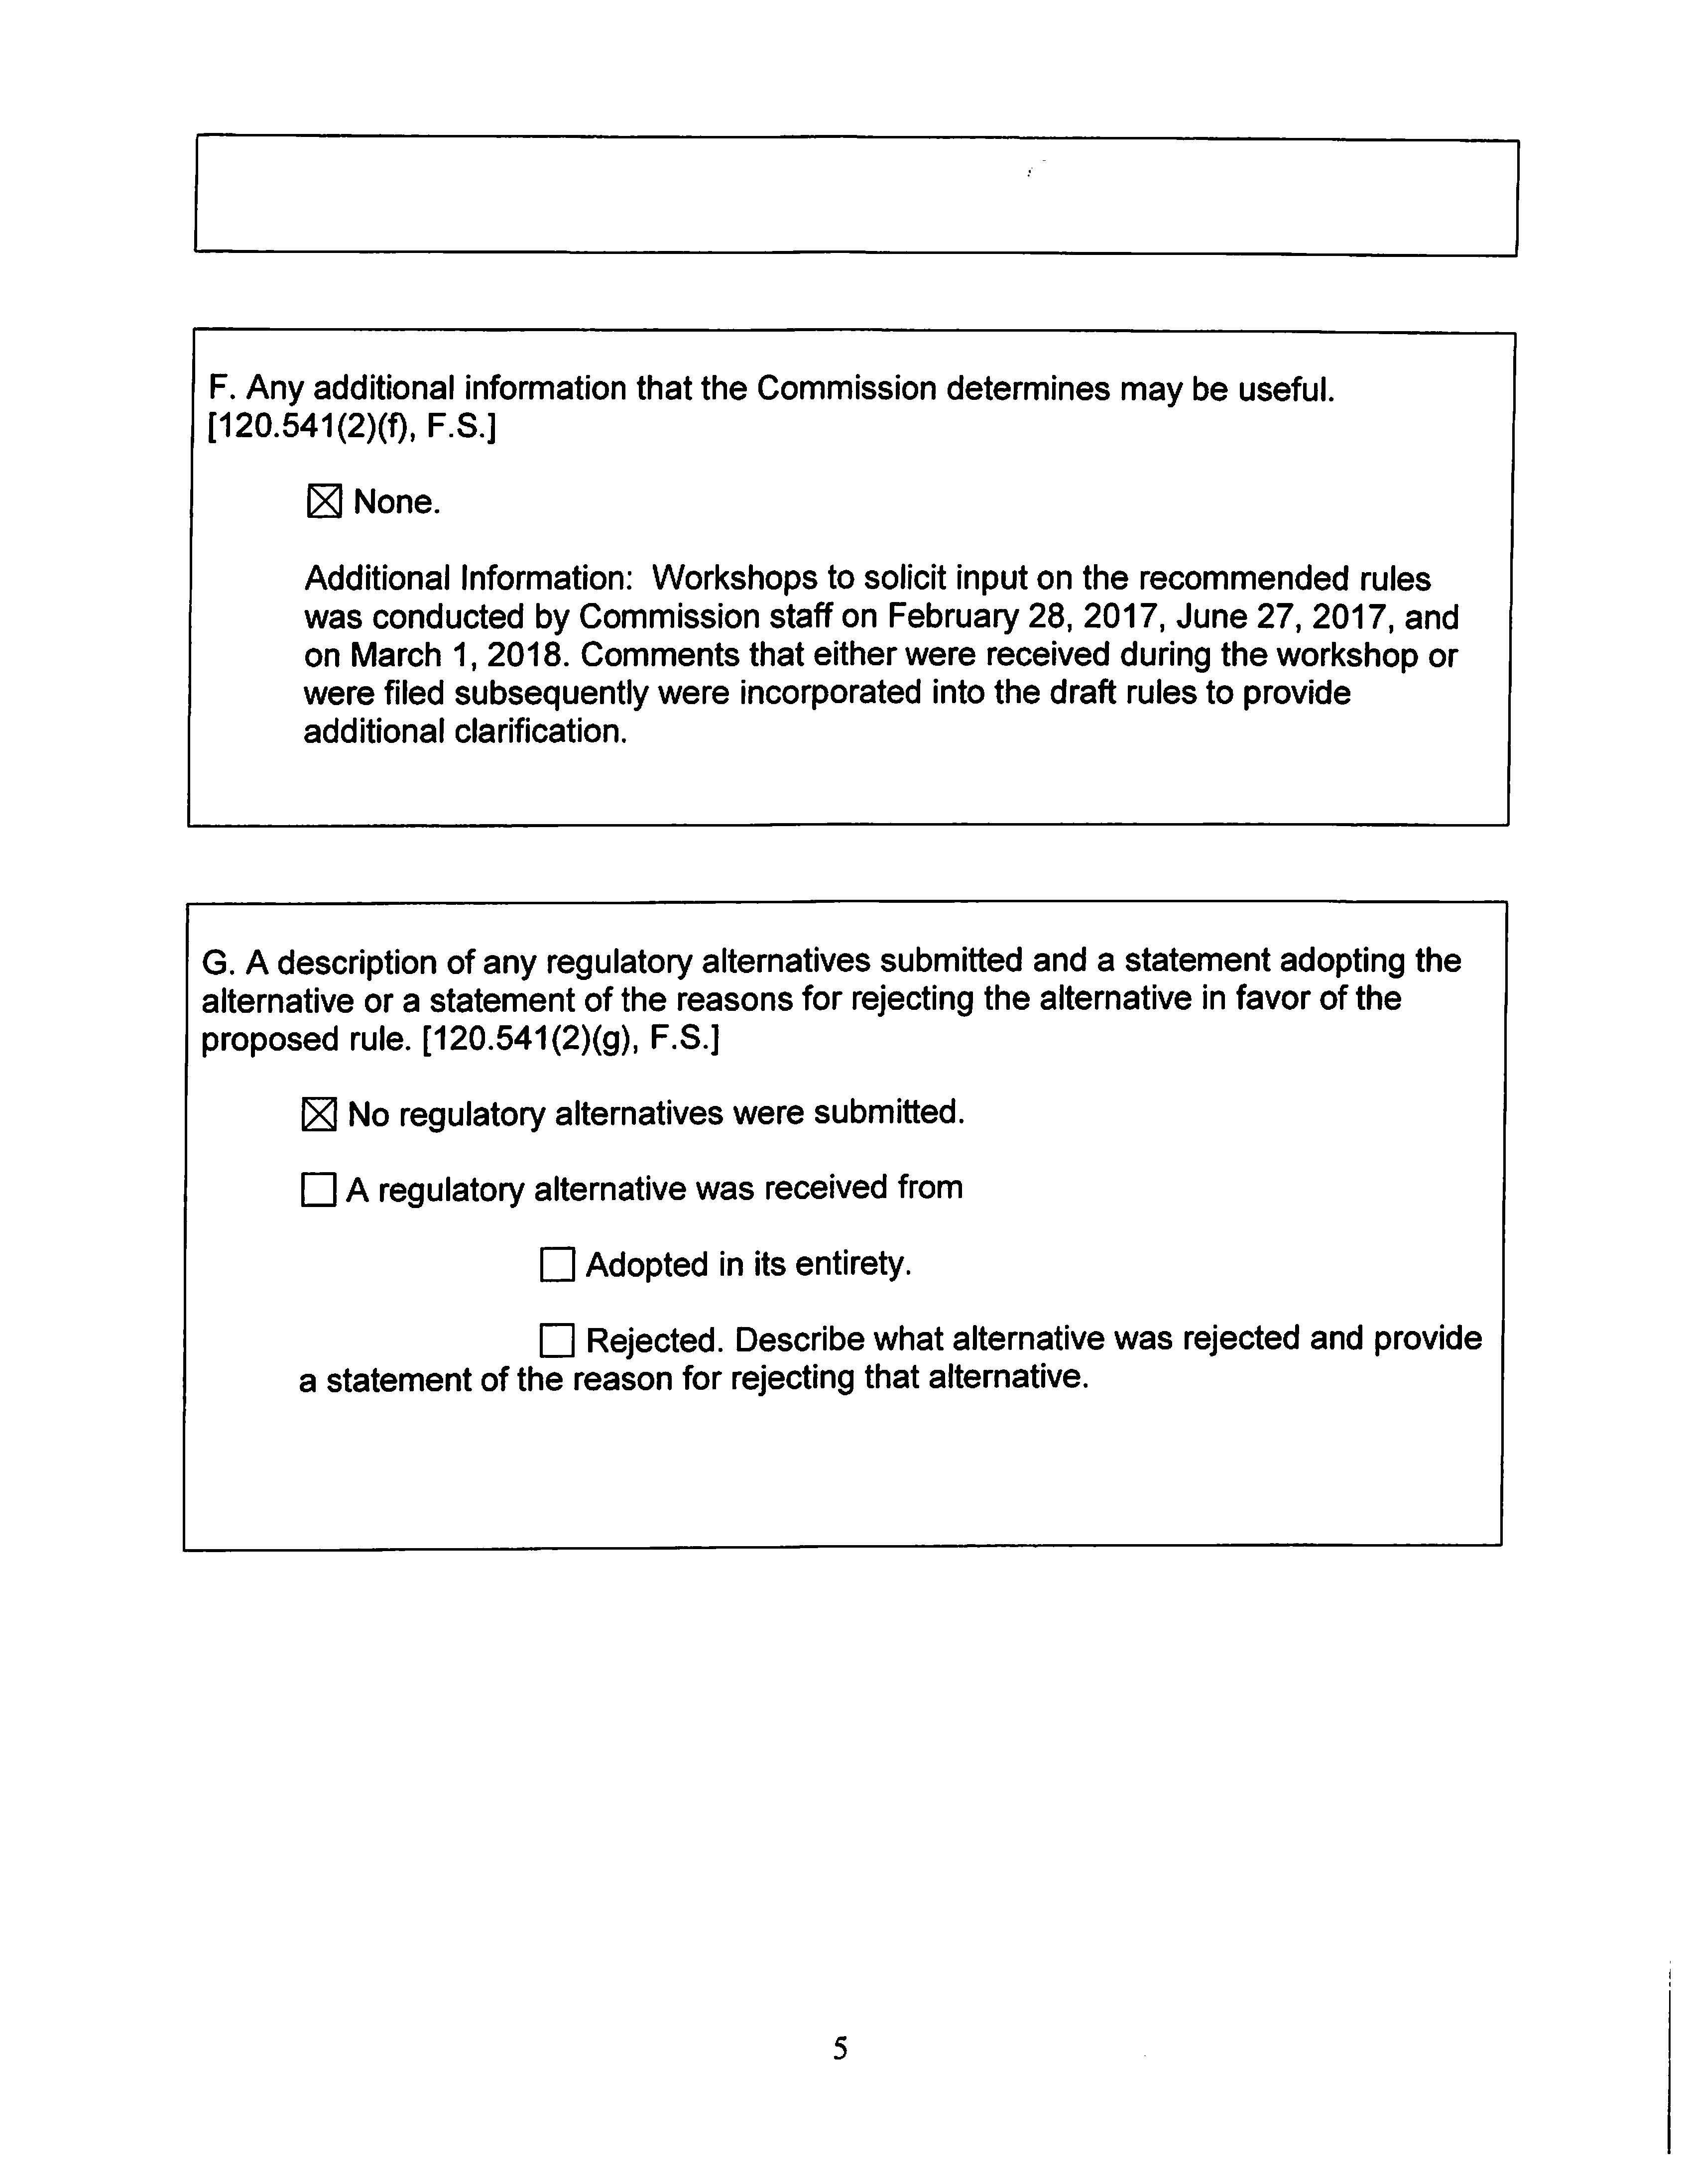 F. Any additional information that the Commission determines may be useful.
[120.541(2)(f), F.S.]
☒ None.
Additional Information:  Workshops to solicit input on the recommended rules
was conducted by Commission staff on February 28, 2017, June 27, 2017, and
on March 1, 2018. Comments that either were received during the workshop or
were filed subsequently were incorporated into the draft rules to provide
additional clarification.
G. A description of any regulatory alternatives submitted and a statement adopting the
alternative or a statement of the reasons for rejecting the alternative in favor of the
proposed rule. [120.541(2)(g), F.S.]
☒ No regulatory alternatives were submitted.
☐ A regulatory alternative was received from
☐ Adopted in its entirety.
☐ Rejected. Describe what alternative was rejected and provide
a statement of the reason for rejecting that alternative.
5